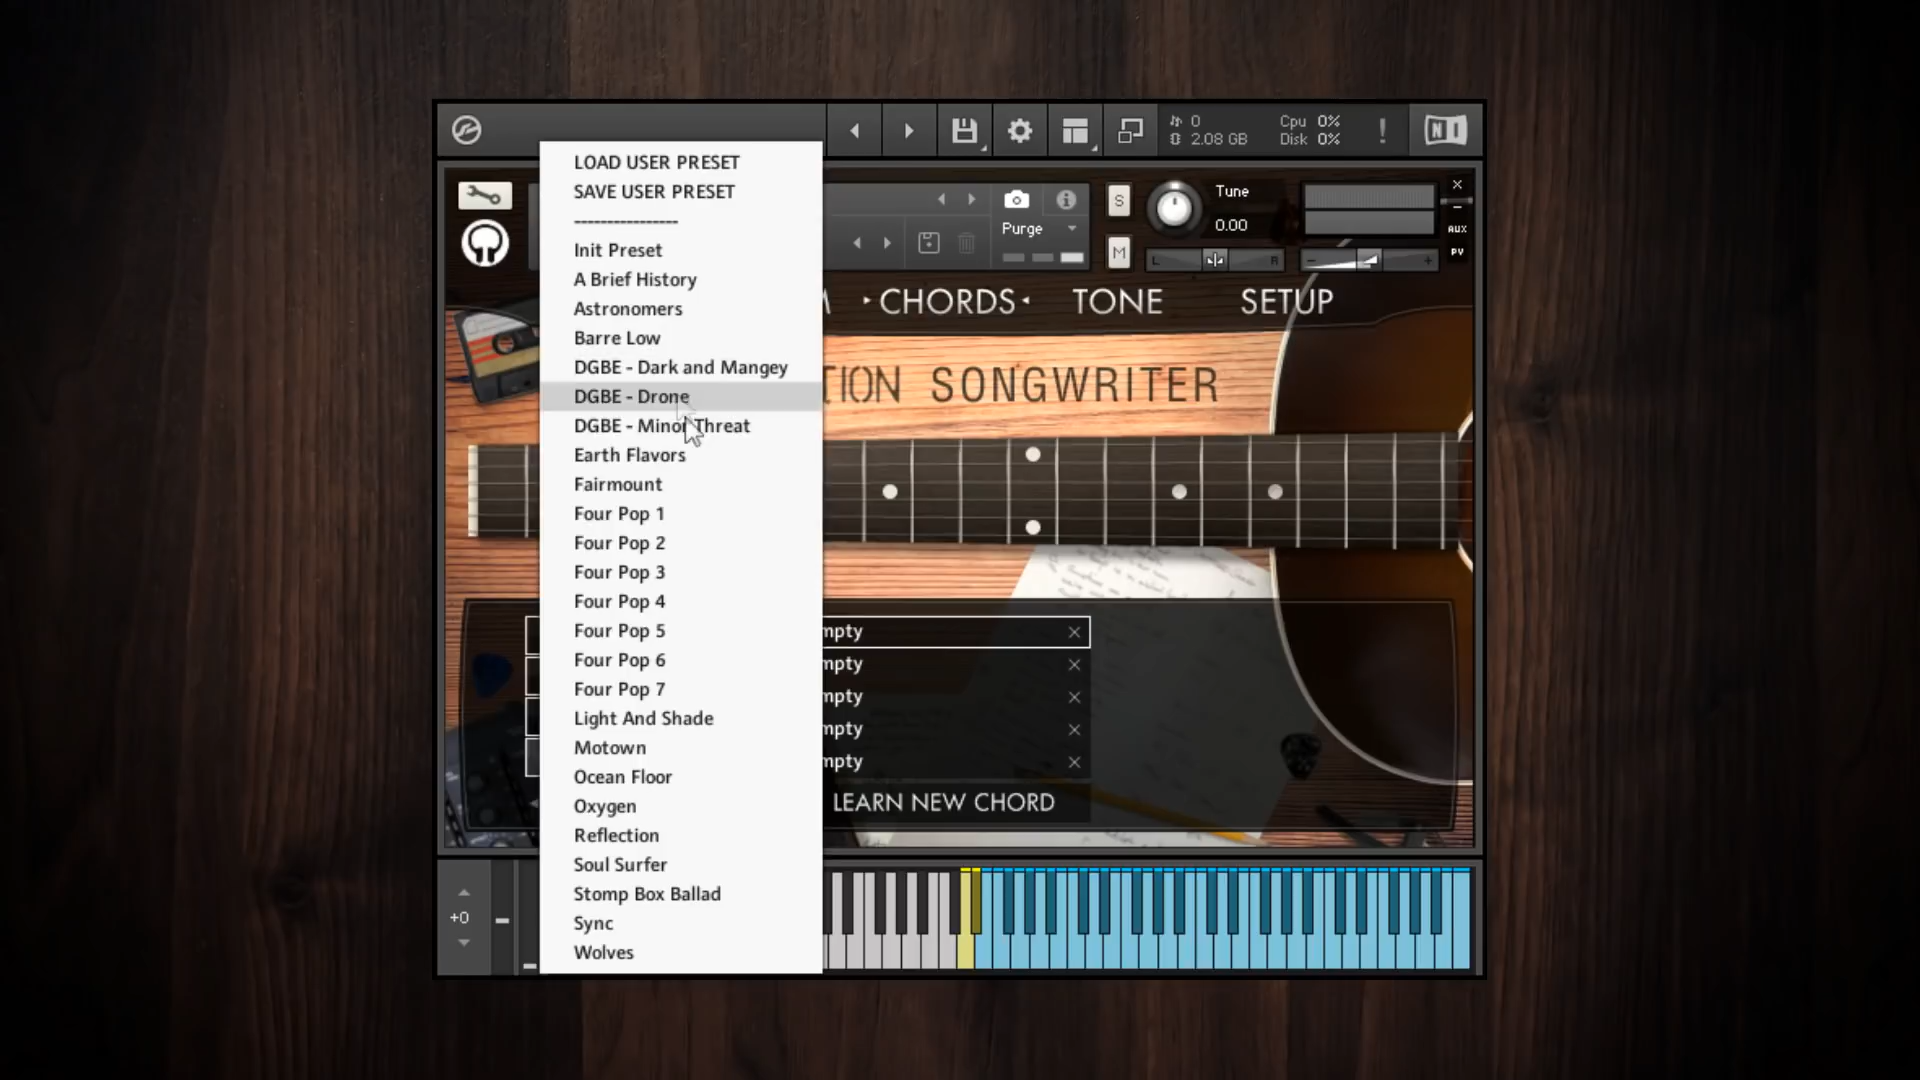 0
2.08 GB
Cpu 0%
Disk 0%
!
NI
LOAD USER PRESET
SAVE USER PRESET
----------------
Init Preset
A Brief History
Astronomers
Barre Low
DGBE - Dark and Mangey
DGBE - Drone
DGBE - Minor Threat
Earth Flavors
Fairmount
Four Pop 1
Four Pop 2
Four Pop 3
Four Pop 4
Four Pop 5
Four Pop 6
Four Pop 7
Light And Shade
Motown
Ocean Floor
Oxygen
Reflection
Soul Surfer
Stomp Box Ballad
Sync
Wolves
Purge
S
M
Tune
0.00
L R
- +
×
AUX
PV
CHORDS TONE SETUP
TION SONGWRITER
mpty ×
mpty ×
mpty ×
mpty ×
mpty ×
LEARN NEW CHORD
+0